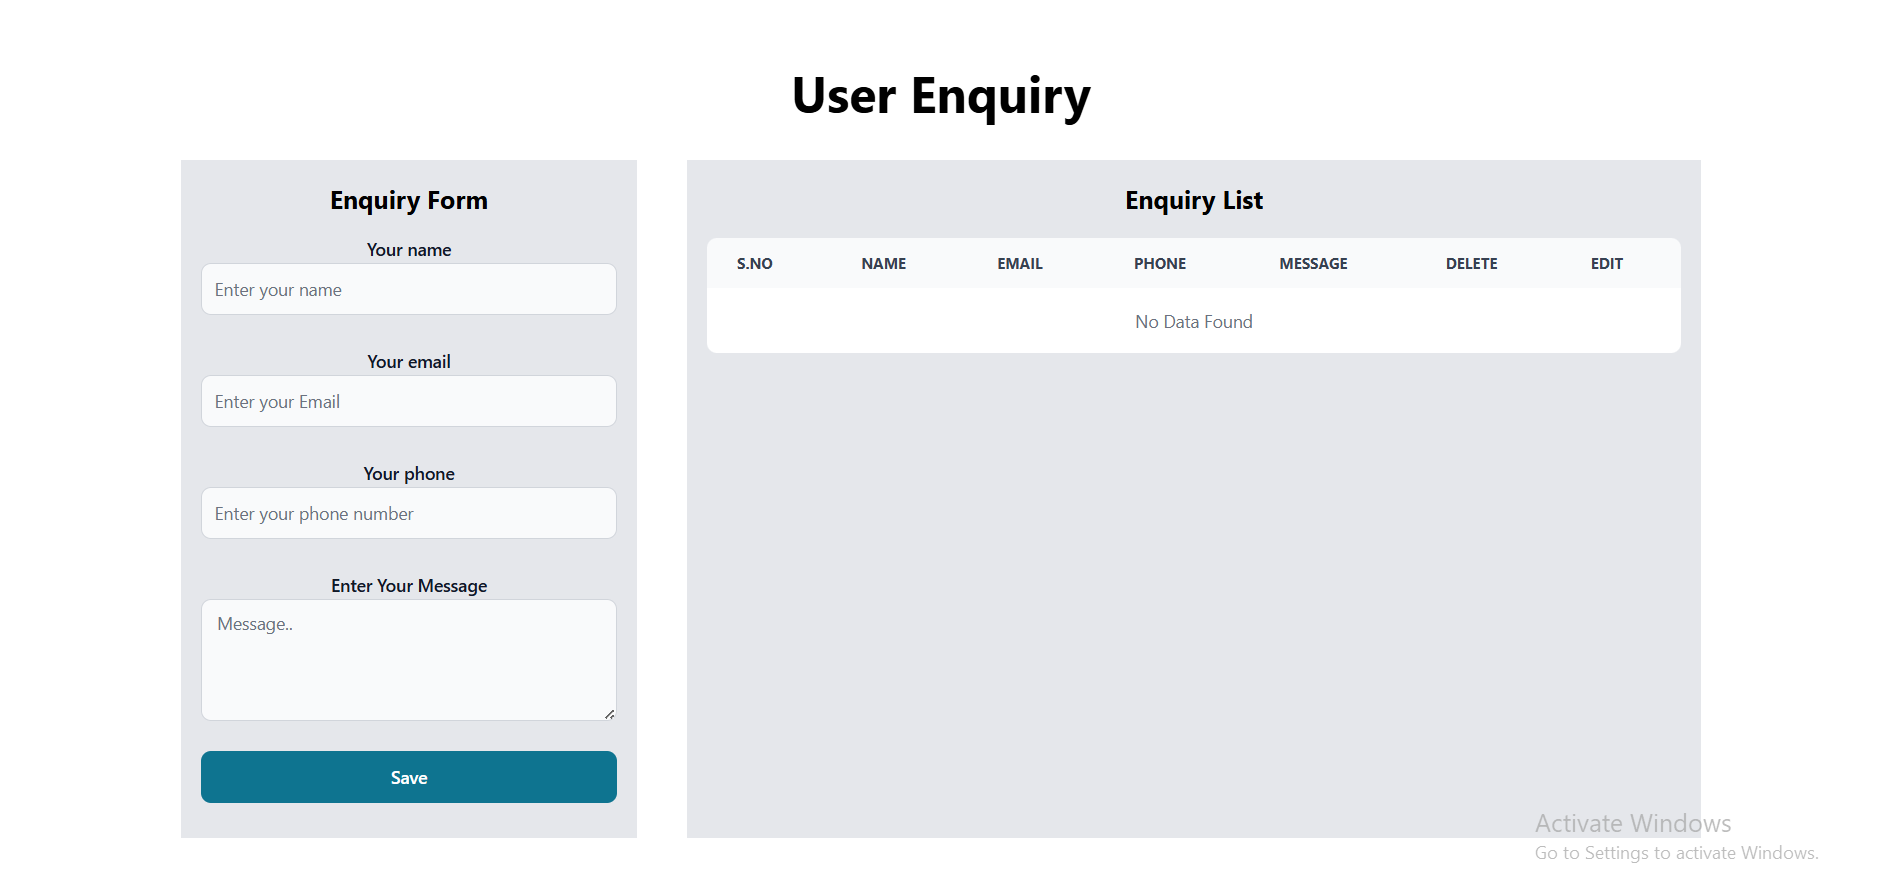 User Enquiry
Enquiry Form
Your name
Enter your name
Your email
Enter your Email
Your phone
Enter your phone number
Enter Your Message
Message..
Save
Enquiry List
S.NO NAME EMAIL PHONE MESSAGE DELETE EDIT
No Data Found
Activate Windows
Go to Settings to activate Windows.